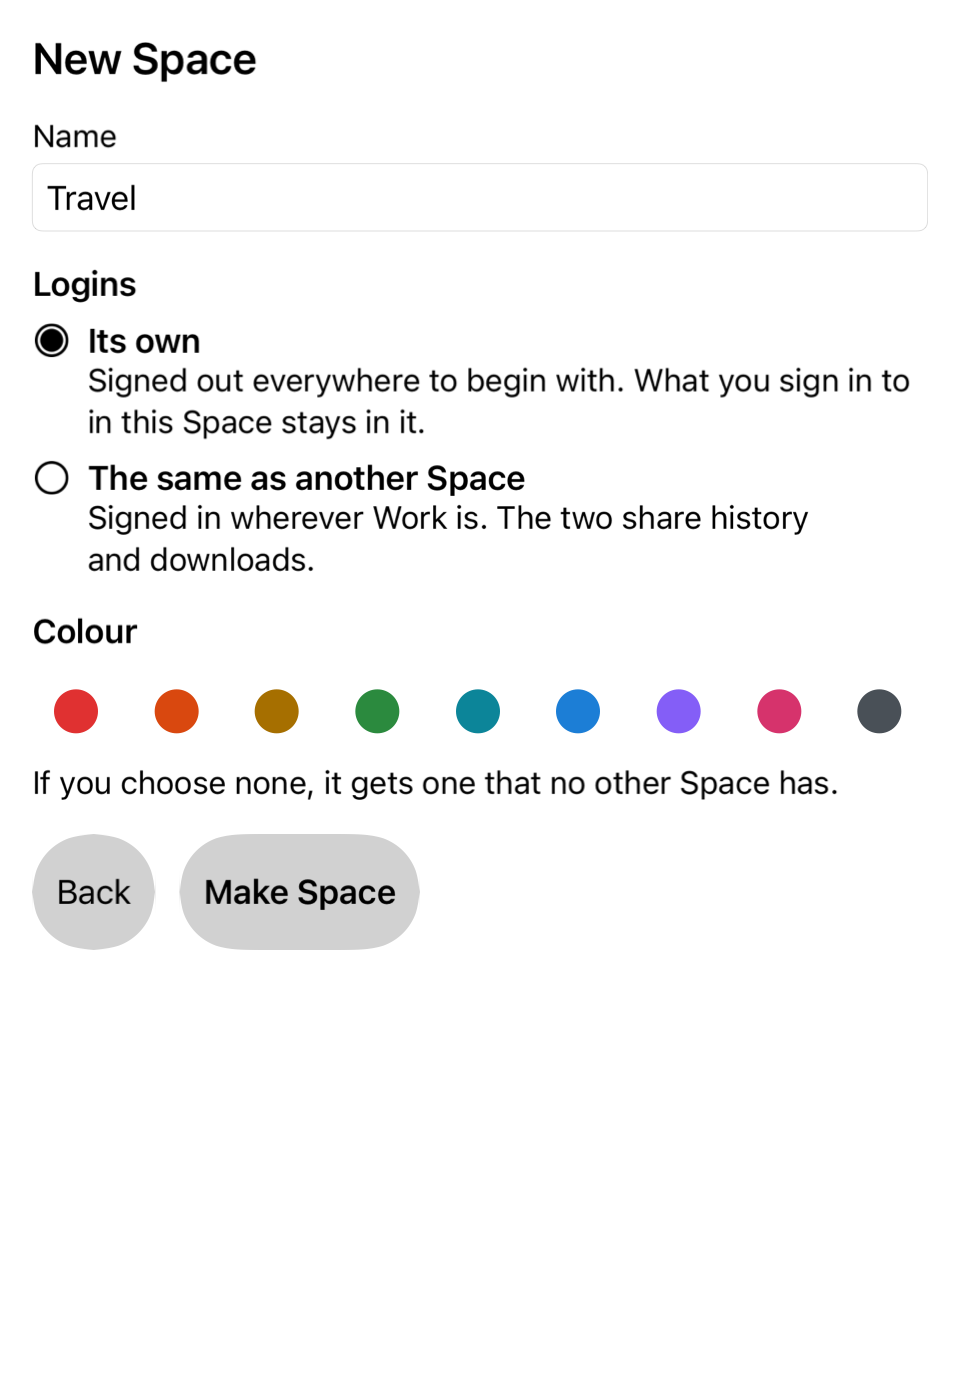 New Space
Name
Travel
Logins
Its own
Signed out everywhere to begin with. What you sign in to
in this Space stays in it.
The same as another Space
Signed in wherever Work is. The two share history
and downloads.
Colour
If you choose none, it gets one that no other Space has.
Back
Make Space